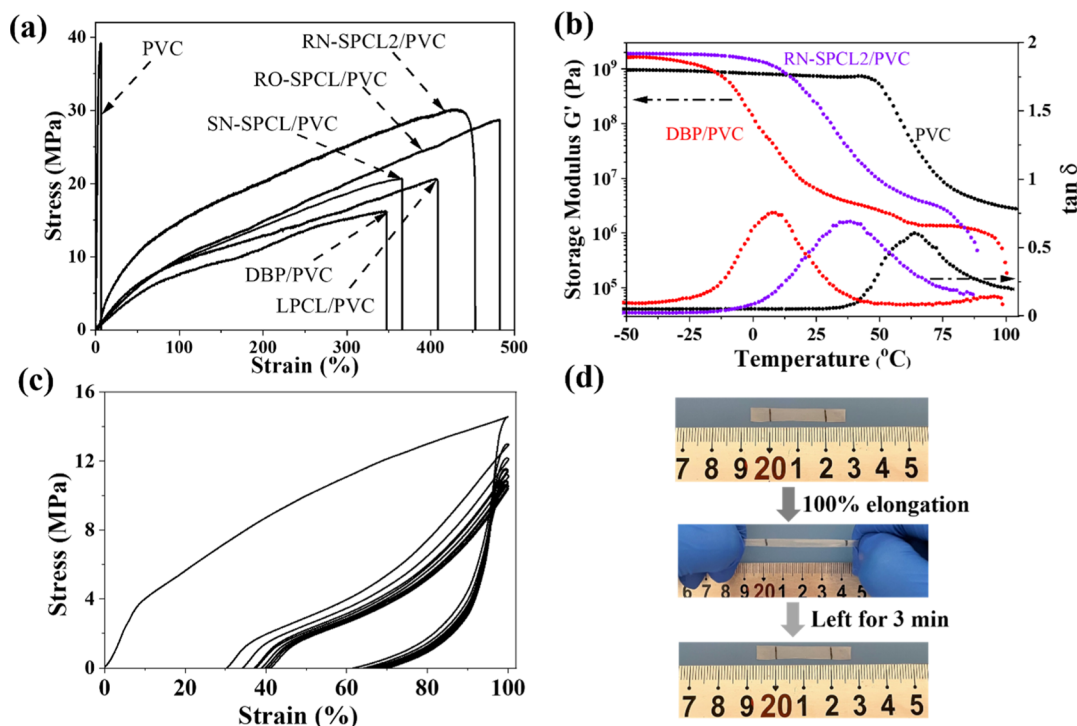 (a)
PVC
RN-SPCL2/PVC
RO-SPCL/PVC
SN-SPCL/PVC
DBP/PVC
LPCL/PVC
Stress (MPa)
40
30
20
10
0
0 100 200 300 400 500
Strain (%)
(b)
RN-SPCL2/PVC
DBP/PVC
PVC
Storage Modulus G' (Pa)
10⁹
10⁸
10⁷
10⁶
10⁵
2
1.5
1
0.5
0
tan δ
-50 -25 0 25 50 75 100
Temperature (°C)
(c)
Stress (MPa)
16
12
8
4
0
0 20 40 60 80 100
Strain (%)
(d)
7 8 9 20 1 2 3 4 5
100% elongation
6 7 8 9 20 1 2 3 4 5
Left for 3 min
7 8 9 20 1 2 3 4 5